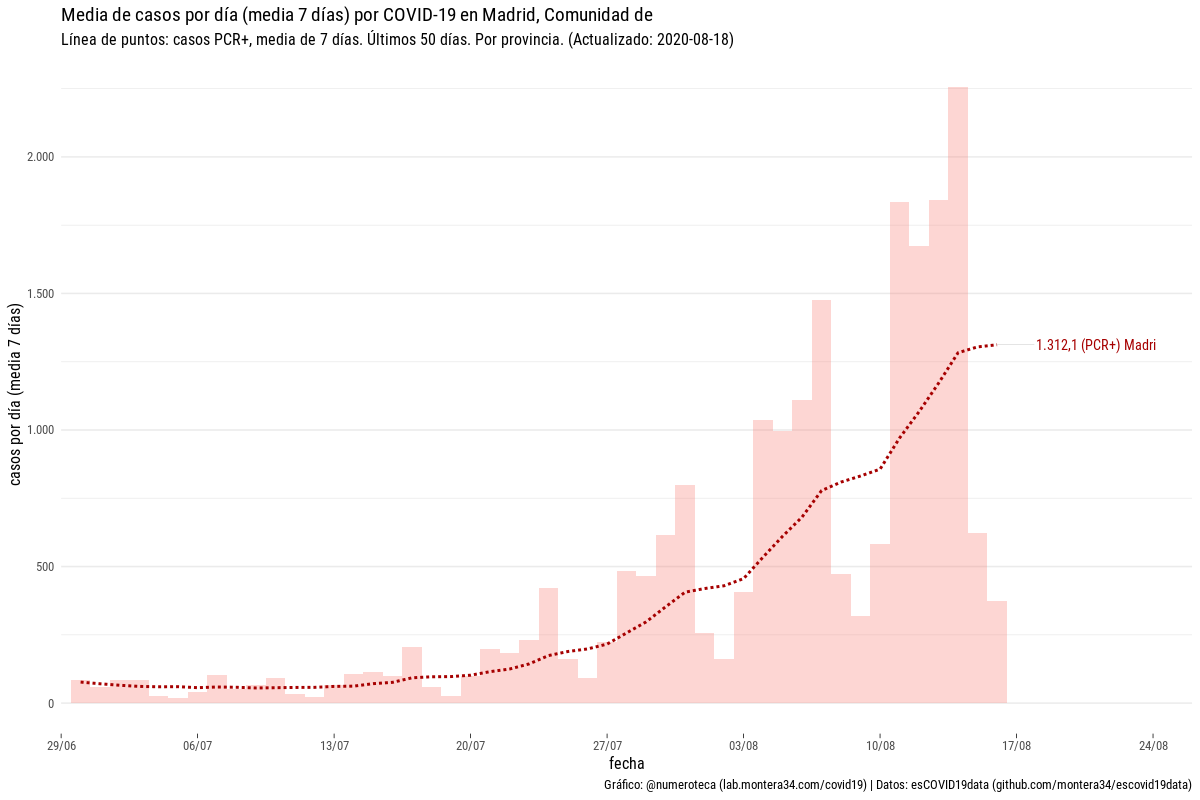 Media de casos por día (media 7 días) por COVID-19 en Madrid, Comunidad de
Línea de puntos: casos PCR+, media de 7 días. Últimos 50 días. Por provincia. (Actualizado: 2020-08-18)
casos por día (media 7 días)
2.000
1.500
1.000
500
0
1.312,1 (PCR+) Madri
29/06
06/07
13/07
20/07
27/07
03/08
10/08
17/08
24/08
fecha
Gráfico: @numeroteca (lab.montera34.com/covid19) | Datos: esCOVID19data (github.com/montera34/escovid19data)